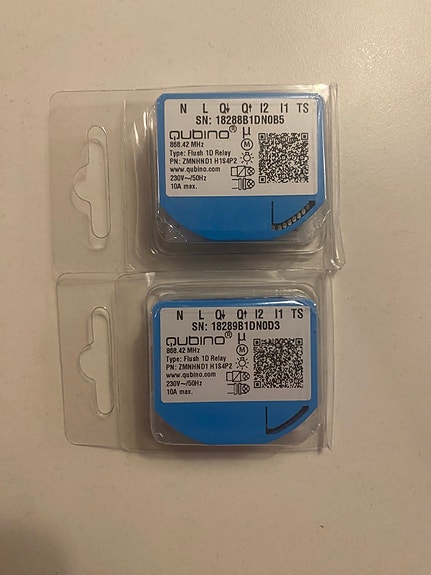 N L Q↓ Q↑ I2 I1 TS
SN: 18288B1DN0B5
QUBINO® µ
868.42 MHz M
Type: Flush 1D Relay
PN: ZMNHND1 H1S4P2
www.qubino.com
230V~/50Hz
10A max.
N L Q↓ Q↑ I2 I1 TS
SN: 18289B1DN0D3
QUBINO® µ
868.42 MHz M
Type: Flush 1D Relay
PN: ZMNHND1 H1S4P2
www.qubino.com
230V~/50Hz
10A max.